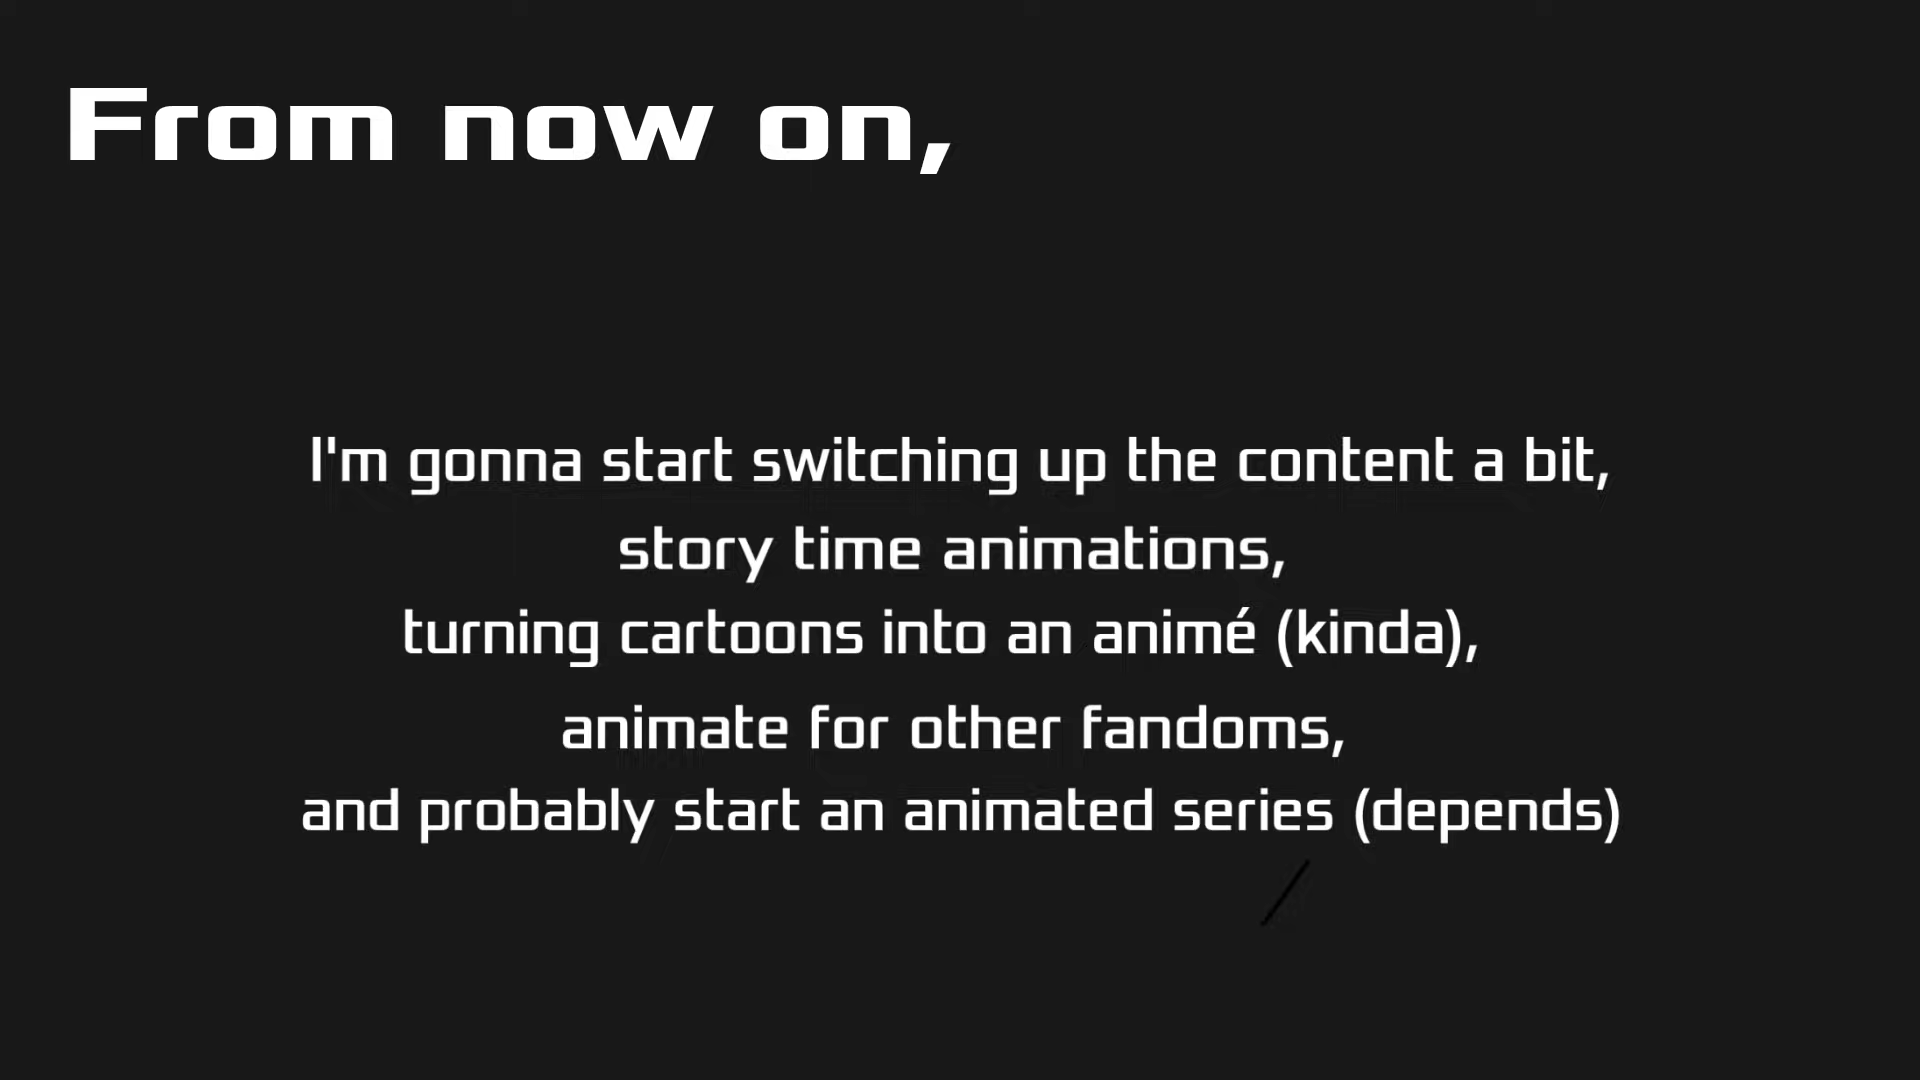 From now on,
I'm gonna start switching up the content a bit,
story time animations,
turning cartoons into an animé (kinda),
animate for other fandoms,
and probably start an animated series (depends)